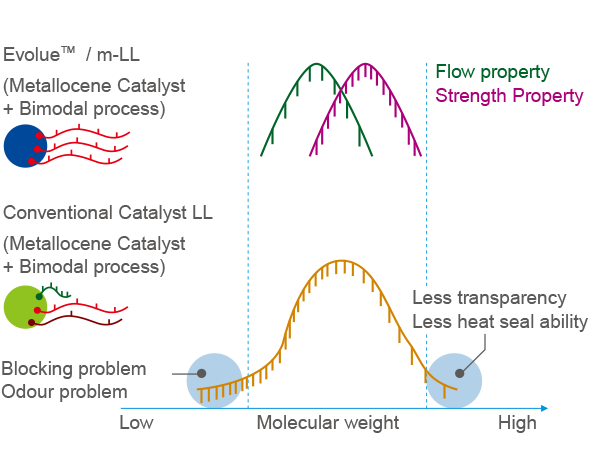 Evolue™ / m-LL
(Metallocene Catalyst
+ Bimodal process)
Flow property
Strength Property
Conventional Catalyst LL
(Metallocene Catalyst
+ Bimodal process)
Less transparency
Less heat seal ability
Blocking problem
Odour problem
Low
Molecular weight
High